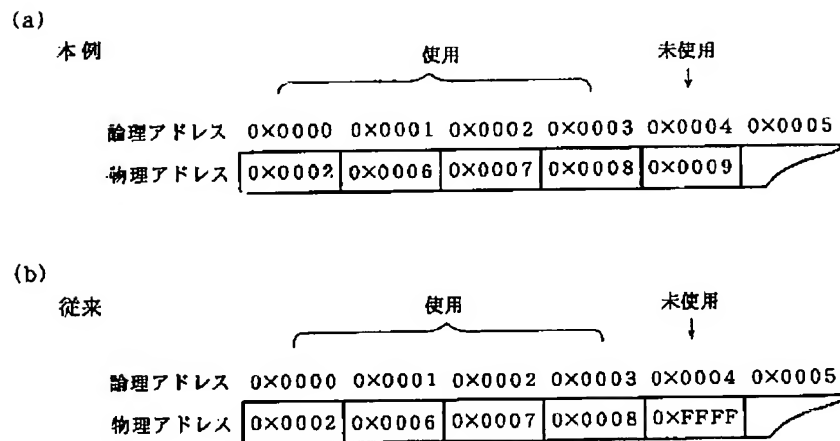 (a)
本例
使用 未使用
論理アドレス 0×0000 0×0001 0×0002 0×0003 0×0004 0×0005
物理アドレス 0×0002 0×0006 0×0007 0×0008 0×0009
(b)
従来
使用 未使用
論理アドレス 0×0000 0×0001 0×0002 0×0003 0×0004 0×0005
物理アドレス 0×0002 0×0006 0×0007 0×0008 0×FFFF